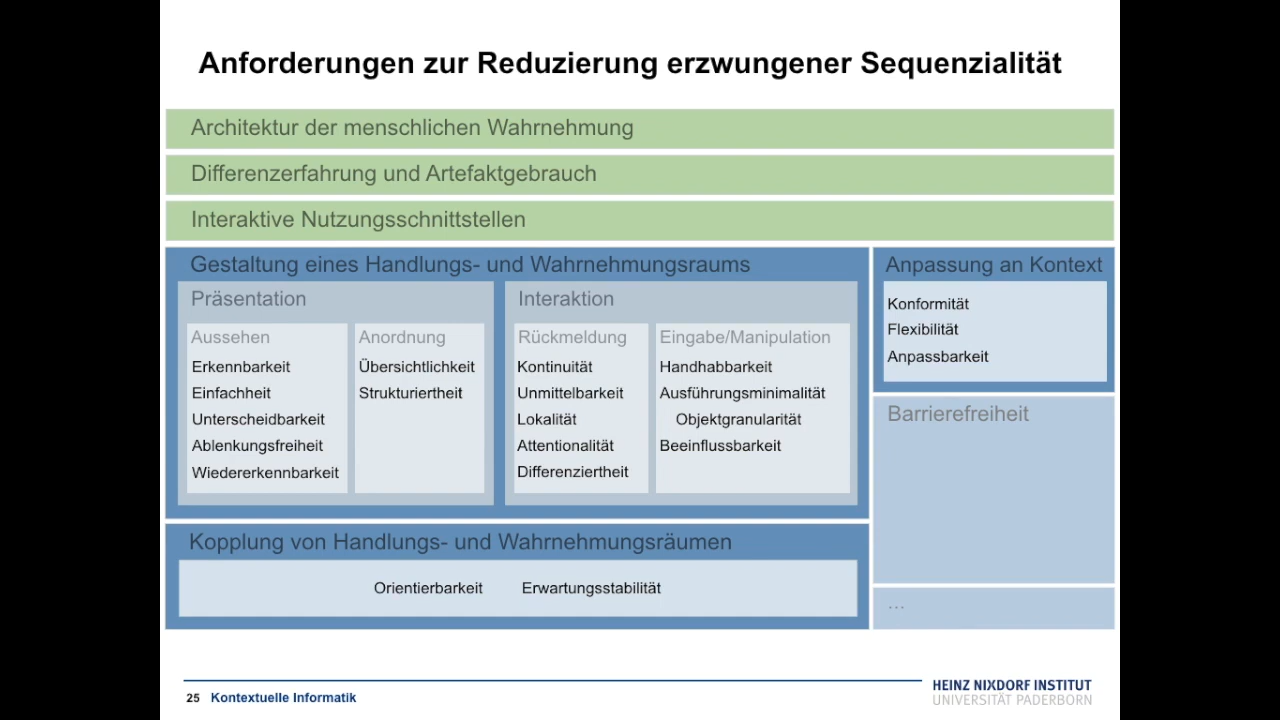 Anforderungen zur Reduzierung erzwungener Sequenzialität
Architektur der menschlichen Wahrnehmung
Differenzerfahrung und Artefaktgebrauch
Interaktive Nutzungsschnittstellen
Gestaltung eines Handlungs- und Wahrnehmungsraums
Präsentation
Aussehen
Erkennbarkeit
Einfachheit
Unterscheidbarkeit
Ablenkungsfreiheit
Wiedererkennbarkeit
Anordnung
Übersichtlichkeit
Strukturiertheit
Interaktion
Rückmeldung
Kontinuität
Unmittelbarkeit
Lokalität
Attentionalität
Differenziertheit
Eingabe/Manipulation
Handhabbarkeit
Ausführungsminimalität
Objektgranularität
Beeinflussbarkeit
Anpassung an Kontext
Konformität
Flexibilität
Anpassbarkeit
Barrierefreiheit
...
Kopplung von Handlungs- und Wahrnehmungsräumen
Orientierbarkeit Erwartungsstabilität
25 Kontextuelle Informatik
HEINZ NIXDORF INSTITUT
UNIVERSITÄT PADERBORN